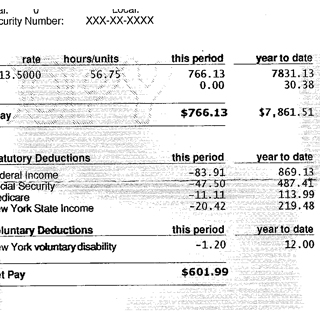 al: 0 Local:
curity Number: XXX-XX-XXXX
rate hours/units this period year to date
13.5000 56.75 766.13 7831.13
0.00 30.38
ay $766.13 $7,861.51
atutory Deductions this period year to date
deral Income -83.91 869.13
cial Security -47.50 487.41
edicare -11.11 113.99
ew York State Income -20.42 219.48
luntary Deductions this period year to date
ew York voluntary disability -1.20 12.00
et Pay $601.99